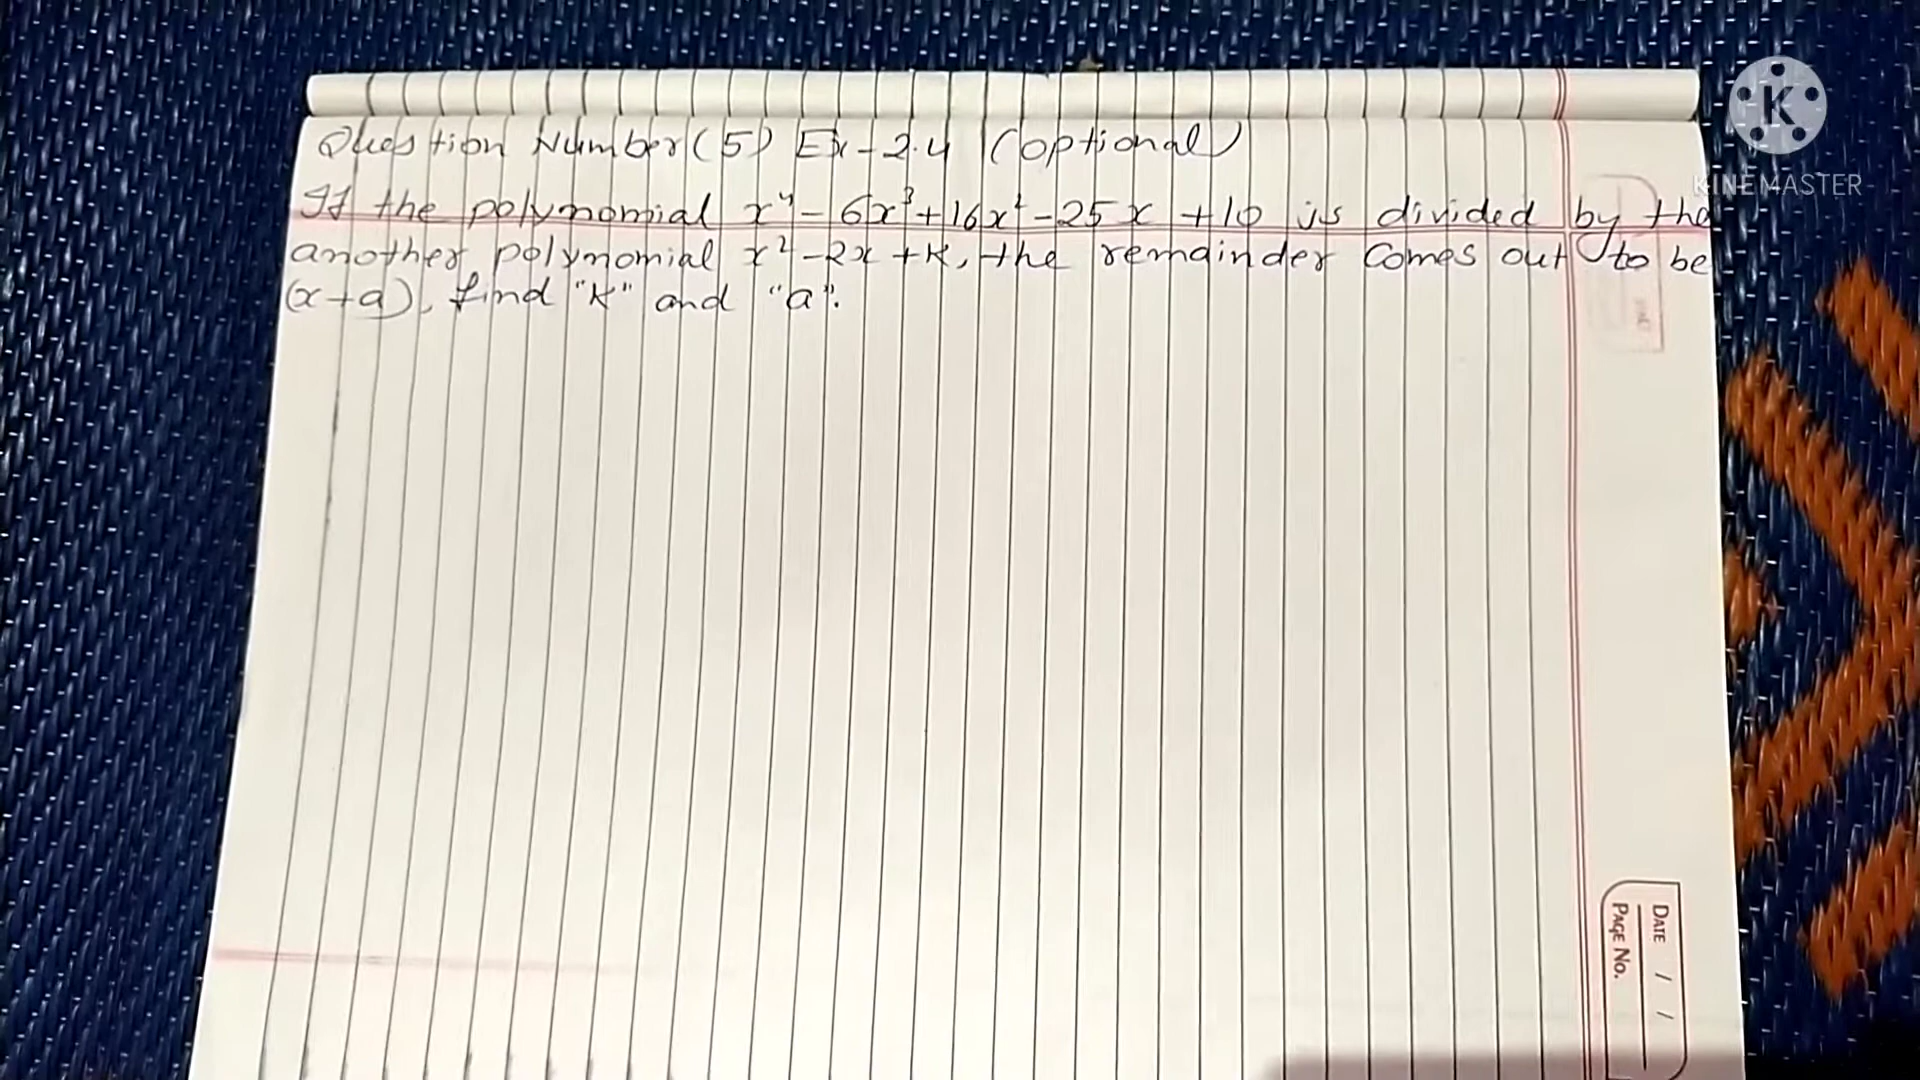 Question Number (5) Ex-2.4 (optional)
If the polynomial x⁴-6x³+16x²-25x+10 is divided by the
another polynomial x²-2x+K, the remainder comes out to be
(x+a), find "K" and "a".
K
KINEMASTER
DATE / /
PAGE No.